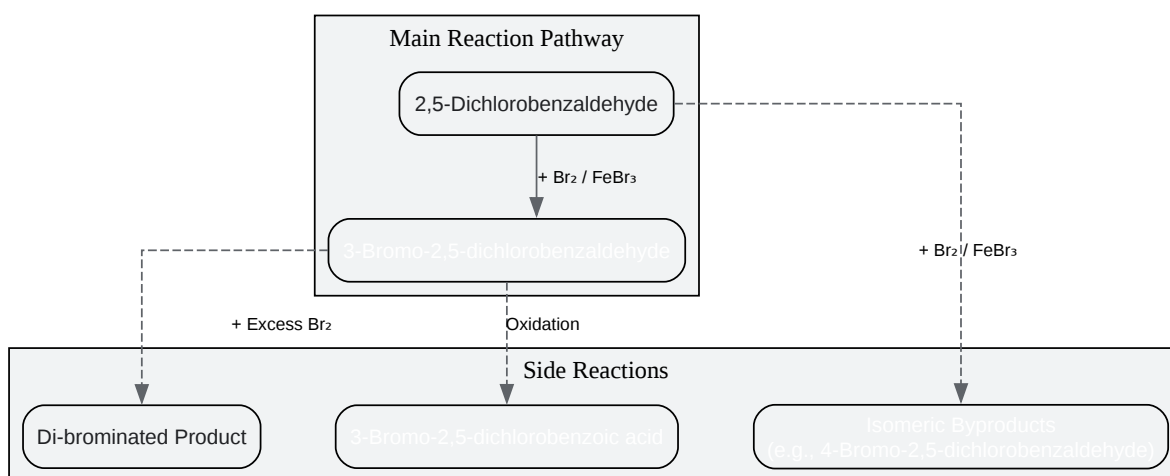 Main Reaction Pathway
2,5-Dichlorobenzaldehyde
+ Br₂ / FeBr₃
3-Bromo-2,5-dichlorobenzaldehyde
+ Br₂ / FeBr₃
+ Excess Br₂
Oxidation
Side Reactions
Di-brominated Product
3-Bromo-2,5-dichlorobenzoic acid
Isomeric Byproducts
(e.g., 4-Bromo-2,5-dichlorobenzaldehyde)